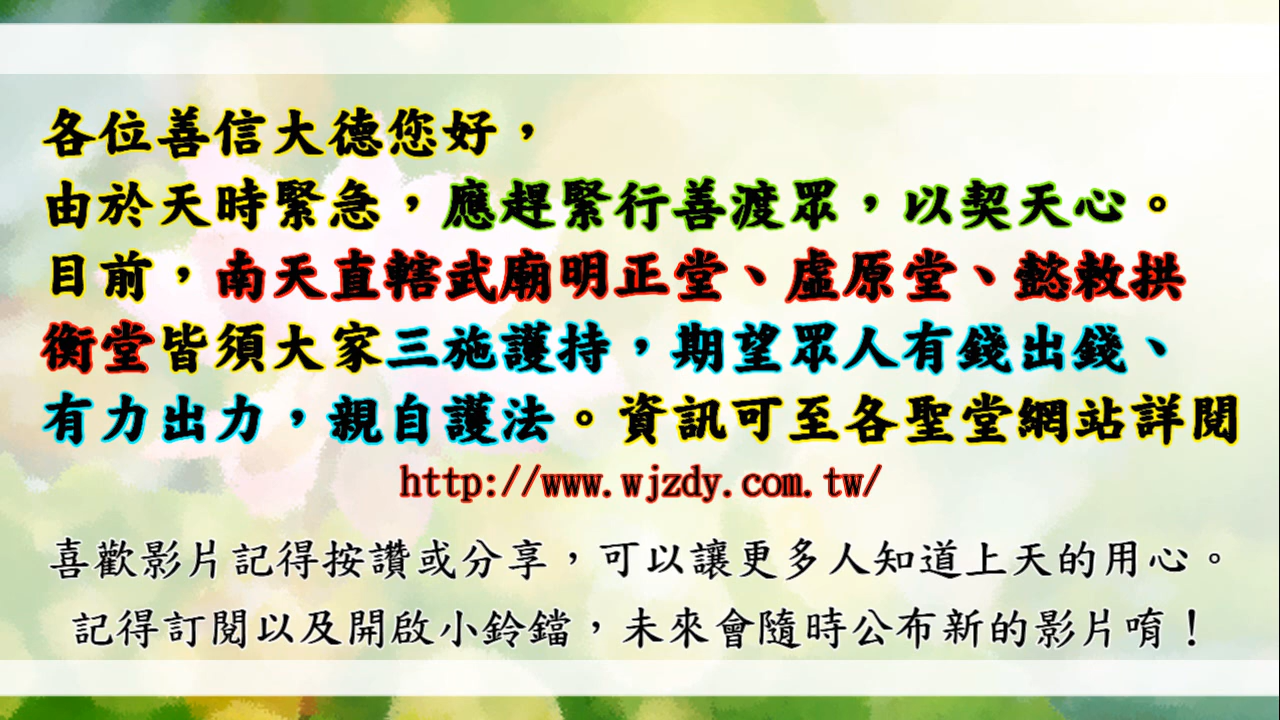 各位善信大德您好，
由於天時緊急，應趕緊行善渡眾，以契天心。
目前，南天直轄武廟明正堂、虛原堂、懿敕拱
衡堂皆須大家三施護持，期望眾人有錢出錢、
有力出力，親自護法。資訊可至各聖堂網站詳閱
http://www.wjzdy.com.tw/
喜歡影片記得按讚或分享，可以讓更多人知道上天的用心。
記得訂閱以及開啟小鈴鐺，未來會隨時公布新的影片唷！